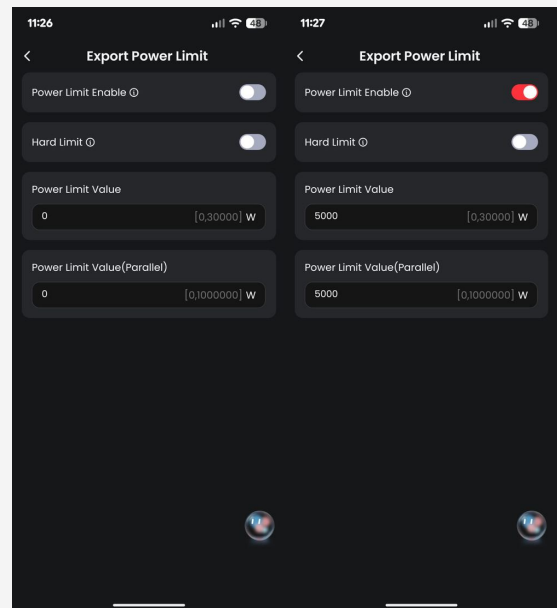 11:26
48
Export Power Limit
Power Limit Enable
Hard Limit
Power Limit Value
0 [0,30000] W
Power Limit Value(Parallel)
0 [0,1000000] W
11:27
48
Export Power Limit
Power Limit Enable
Hard Limit
Power Limit Value
5000 [0,30000] W
Power Limit Value(Parallel)
5000 [0,1000000] W